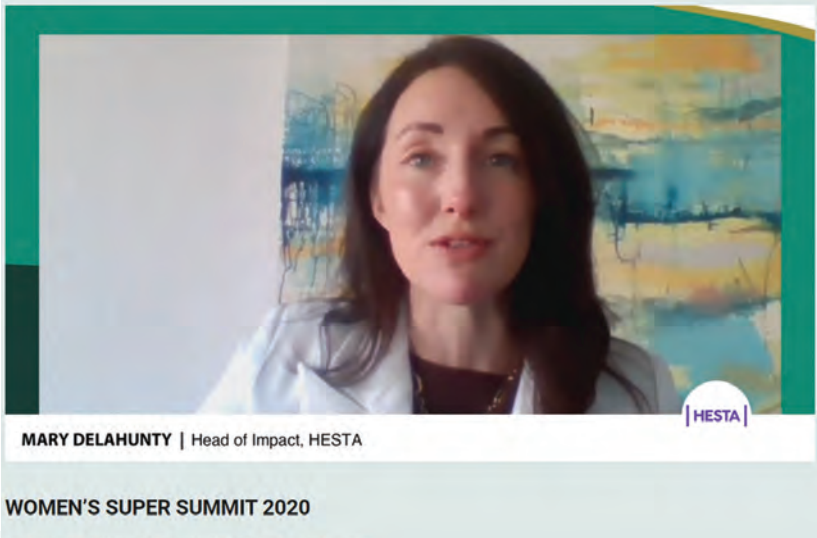 HESTA
MARY DELAHUNTY | Head of Impact, HESTA
WOMEN'S SUPER SUMMIT 2020